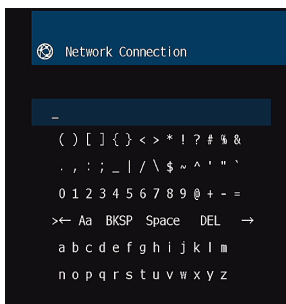 Network Connection
_
( ) [ ] { } < > * ! ? # % &
. , : ; _ | / \ $ ~ ^ ' " `
0 1 2 3 4 5 6 7 8 9 @ + - =
>← Aa BKSP Space DEL →
a b c d e f g h i j k l m
n o p q r s t u v w x y z